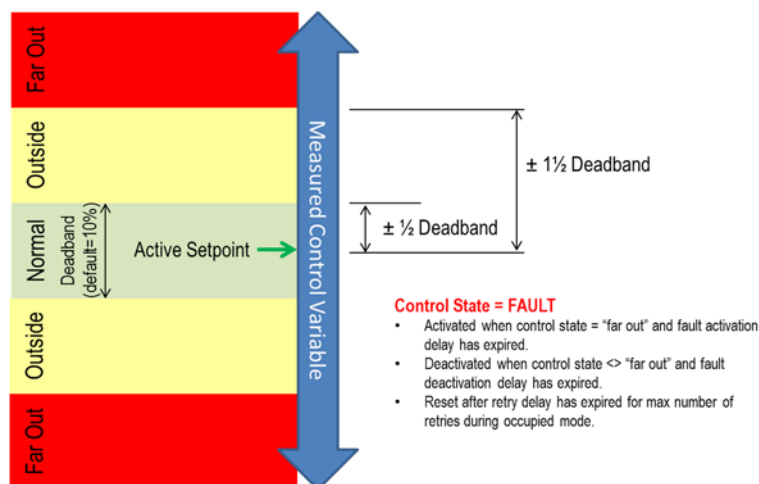 Far Out
Outside
Normal
Deadband
(default=10%)
Outside
Far Out
Active Setpoint
Measured Control Variable
± 1½ Deadband
± ½ Deadband
Control State = FAULT
• Activated when control state = "far out" and fault activation
delay has expired.
• Deactivated when control state <> "far out" and fault
deactivation delay has expired.
• Reset after retry delay has expired for max number of
retries during occupied mode.